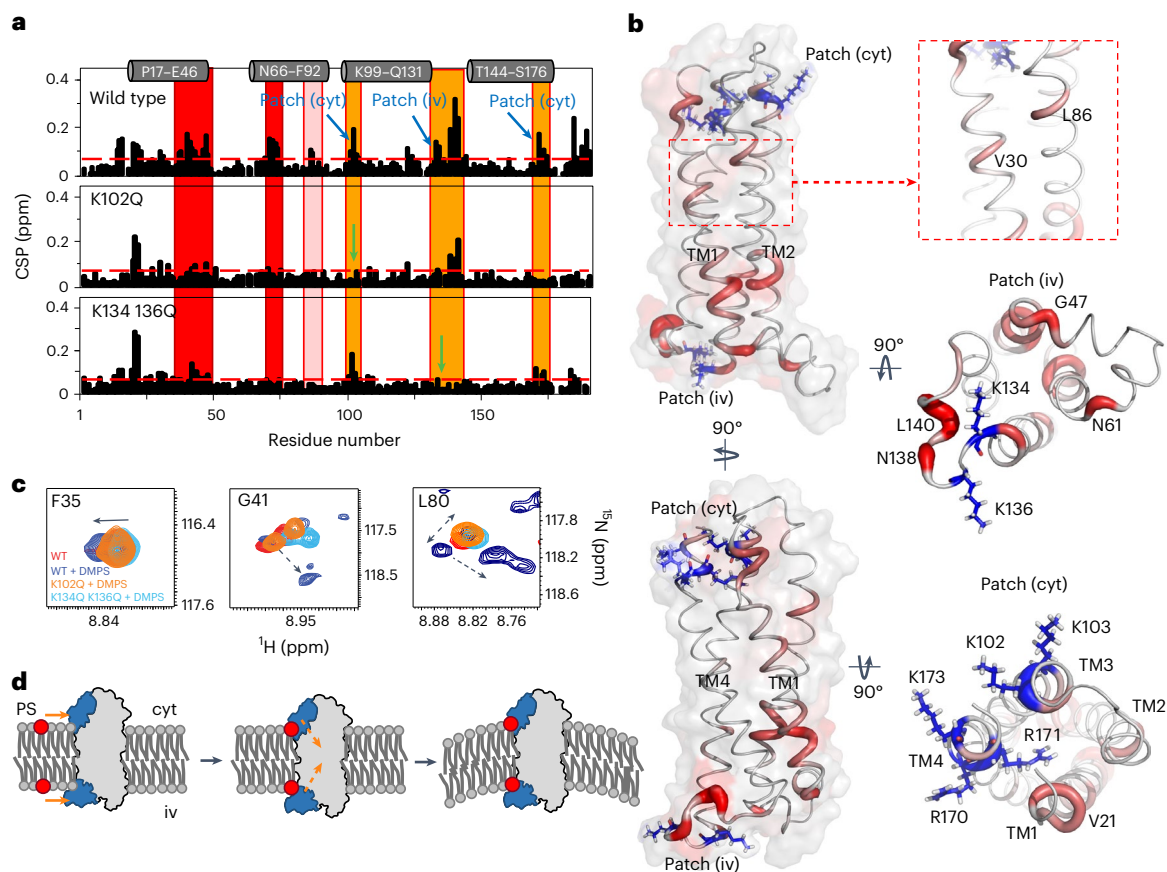 a
P17–E46
N66–F92
K99–Q131
T144–S176
0.4
Wild type
Patch (cyt)
Patch (iv)
Patch (cyt)
0.2
0
0.4
K102Q
0.2
0
0.4
K134 136Q
0.2
0
CSP (ppm)
1
50
100
150
Residue number
b
Patch (cyt)
TM1
TM2
Patch (iv)
L86
V30
90°
Patch (iv)
G47
K134
L140
N61
N138
K136
90°
Patch (cyt)
TM4
TM1
Patch (iv)
90°
Patch (cyt)
K103
K102
TM3
K173
TM2
R171
TM4
R170
TM1
V21
c
F35
WT
WT + DMPS
K102Q + DMPS
K134Q K136Q + DMPS
116.4
117.6
8.84
G41
117.5
118.5
8.95
L80
117.8
118.2
118.6
8.88
8.82
8.76
¹H (ppm)
¹⁵N (ppm)
d
PS
cyt
iv